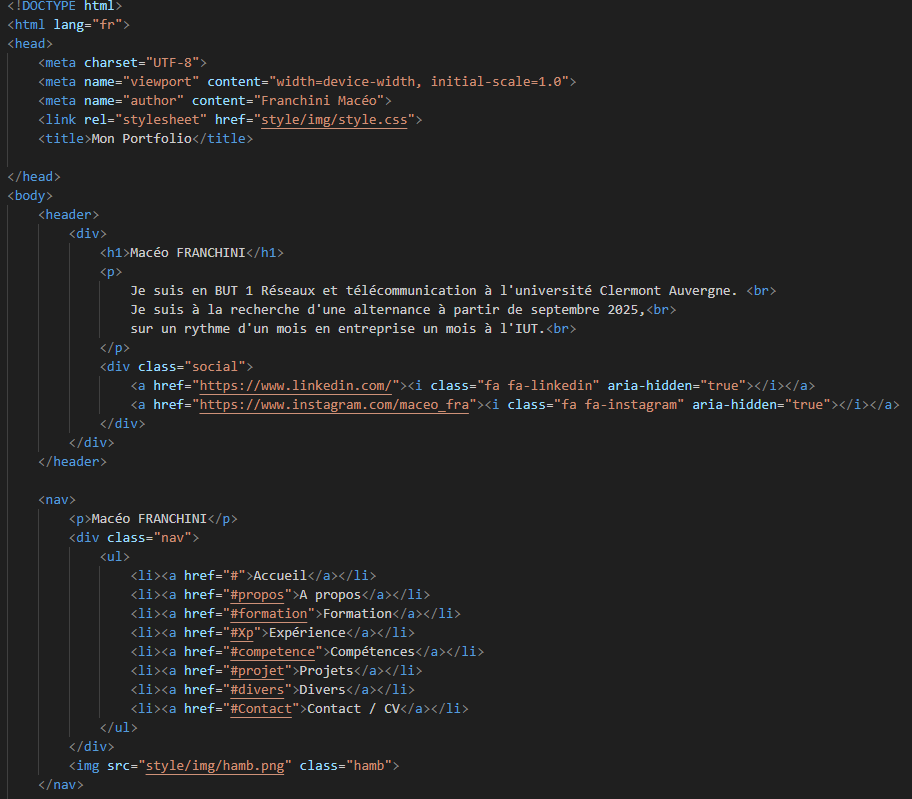 <!DOCTYPE html>
<html lang="fr">
<head>
    <meta charset="UTF-8">
    <meta name="viewport" content="width=device-width, initial-scale=1.0">
    <meta name="author" content="Franchini Macéo">
    <link rel="stylesheet" href="style/img/style.css">
    <title>Mon Portfolio</title>

</head>
<body>
    <header>
        <div>
            <h1>Macéo FRANCHINI</h1>
            <p>
                Je suis en BUT 1 Réseaux et télécommunication à l'université Clermont Auvergne. <br>
                Je suis à la recherche d'une alternance à partir de septembre 2025,<br>
                sur un rythme d'un mois en entreprise un mois à l'IUT.<br>
            </p>
            <div class="social">
                <a href="https://www.linkedin.com/"><i class="fa fa-linkedin" aria-hidden="true"></i></a>
                <a href="https://www.instagram.com/maceo_fra"><i class="fa fa-instagram" aria-hidden="true"></i></a>
            </div>
        </div>
    </header>

    <nav>
        <p>Macéo FRANCHINI</p>
        <div class="nav">
            <ul>
                <li><a href="#">Accueil</a></li>
                <li><a href="#propos">A propos</a></li>
                <li><a href="#formation">Formation</a></li>
                <li><a href="#Xp">Expérience</a></li>
                <li><a href="#competence">Compétences</a></li>
                <li><a href="#projet">Projets</a></li>
                <li><a href="#divers">Divers</a></li>
                <li><a href="#Contact">Contact / CV</a></li>
            </ul>
        </div>
        <img src="style/img/hamb.png" class="hamb">
    </nav>